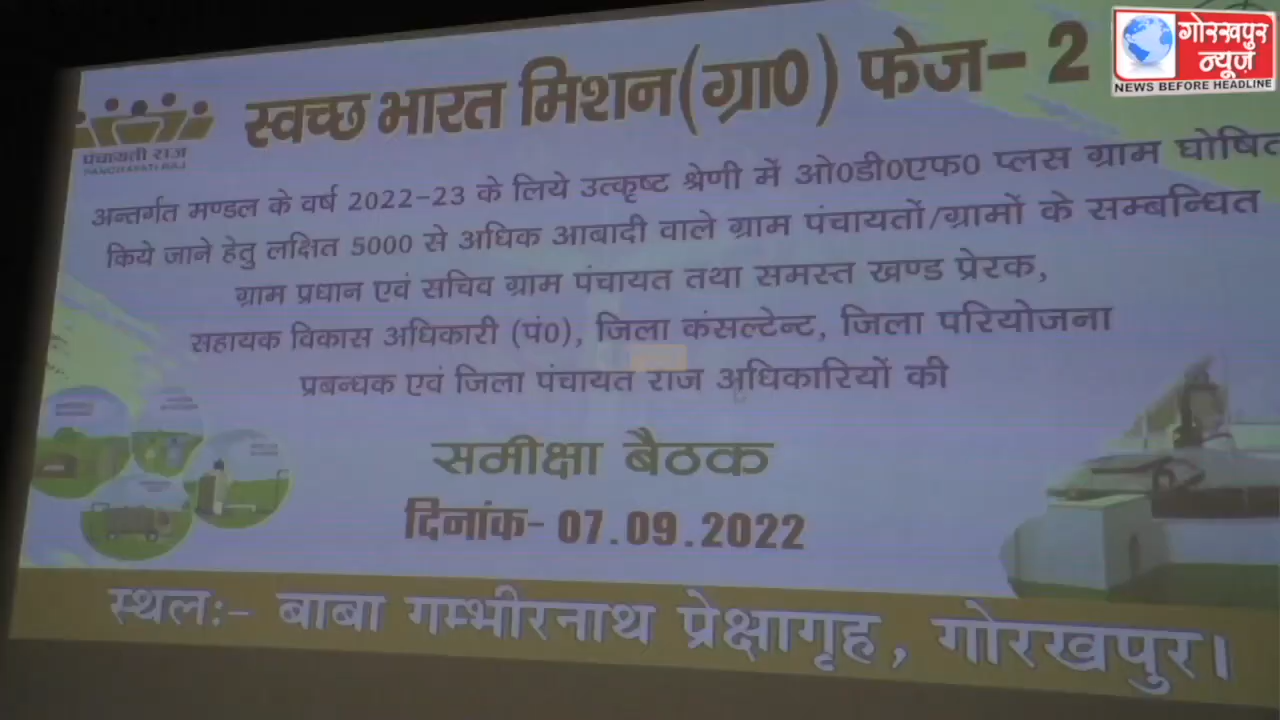 गोरखपुर
न्यूज़
NEWS BEFORE HEADLINE
स्वच्छ भारत मिशन(ग्रा0) फेज- 2
पंचायती राज
PANCHAYATI RAJ
अन्तर्गत मण्डल के वर्ष 2022-23 के लिये उत्कृष्ट श्रेणी में ओ0डी0एफ0 प्लस ग्राम घोषित
किये जाने हेतु लक्षित 5000 से अधिक आबादी वाले ग्राम पंचायतों/ग्रामों के सम्बन्धित
ग्राम प्रधान एवं सचिव ग्राम पंचायत तथा समस्त खण्ड प्रेरक,
सहायक विकास अधिकारी (पं0), जिला कंसल्टेन्ट, जिला परियोजना
प्रबन्धक एवं जिला पंचायत राज अधिकारियों की
समीक्षा बैठक
दिनांक- 07.09.2022
स्थल:- बाबा गम्भीरनाथ प्रेक्षागृह, गोरखपुर।